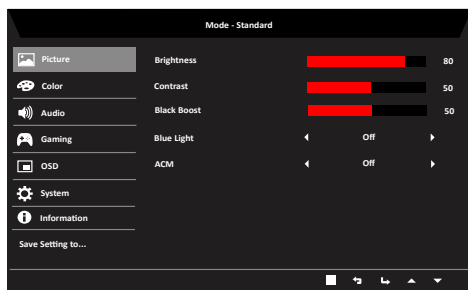 Mode - Standard
Picture
Brightness 80
Color
Contrast 50
Audio
Black Boost 50
Gaming
Blue Light Off
OSD
ACM Off
System
Information
Save Setting to...